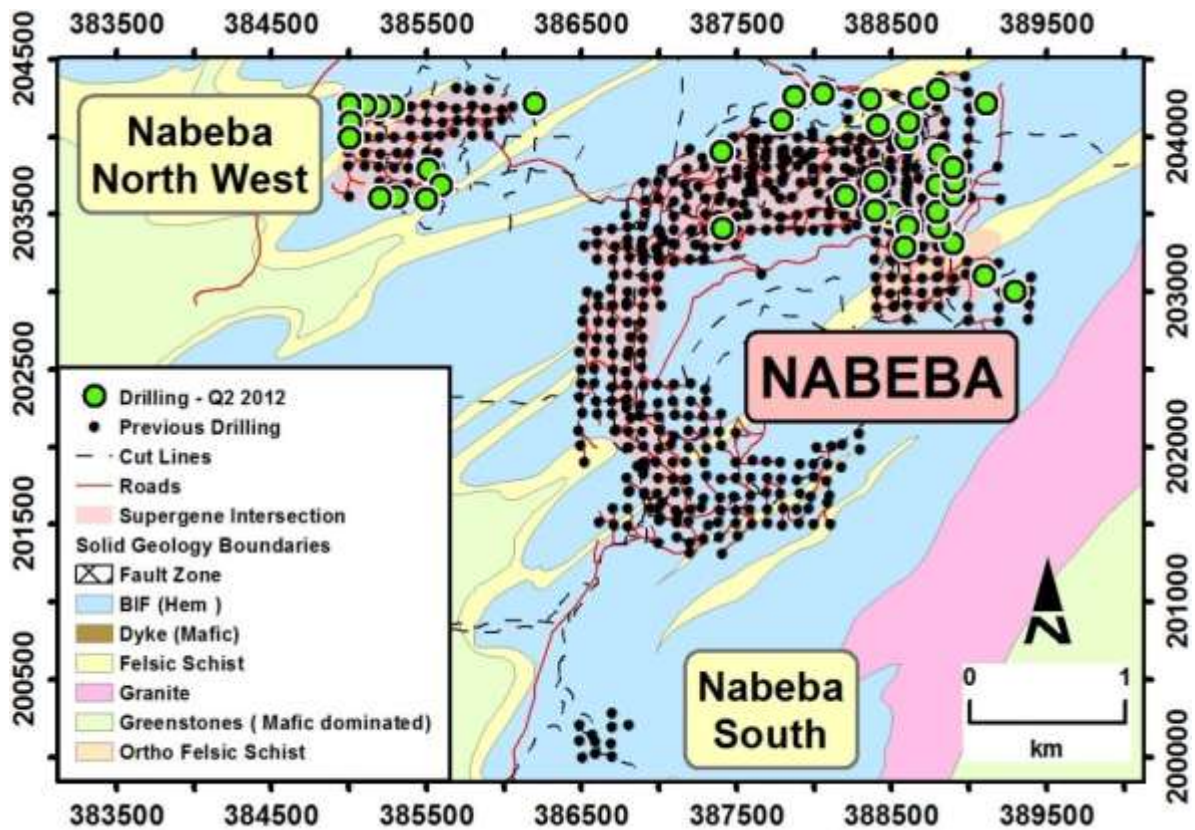 383500 384500 385500 386500 387500 388500 389500
204500
203500
202500
201500
200500
204000
203000
202000
201000
200000
Nabeba
North West
NABEBA
Drilling - Q2 2012
Previous Drilling
Cut Lines
Roads
Supergene Intersection
Solid Geology Boundaries
Fault Zone
BIF (Hem )
Dyke (Mafic)
Felsic Schist
Granite
Greenstones ( Mafic dominated)
Ortho Felsic Schist
Nabeba
South
N
0 1
km
383500 384500 385500 386500 387500 388500 389500